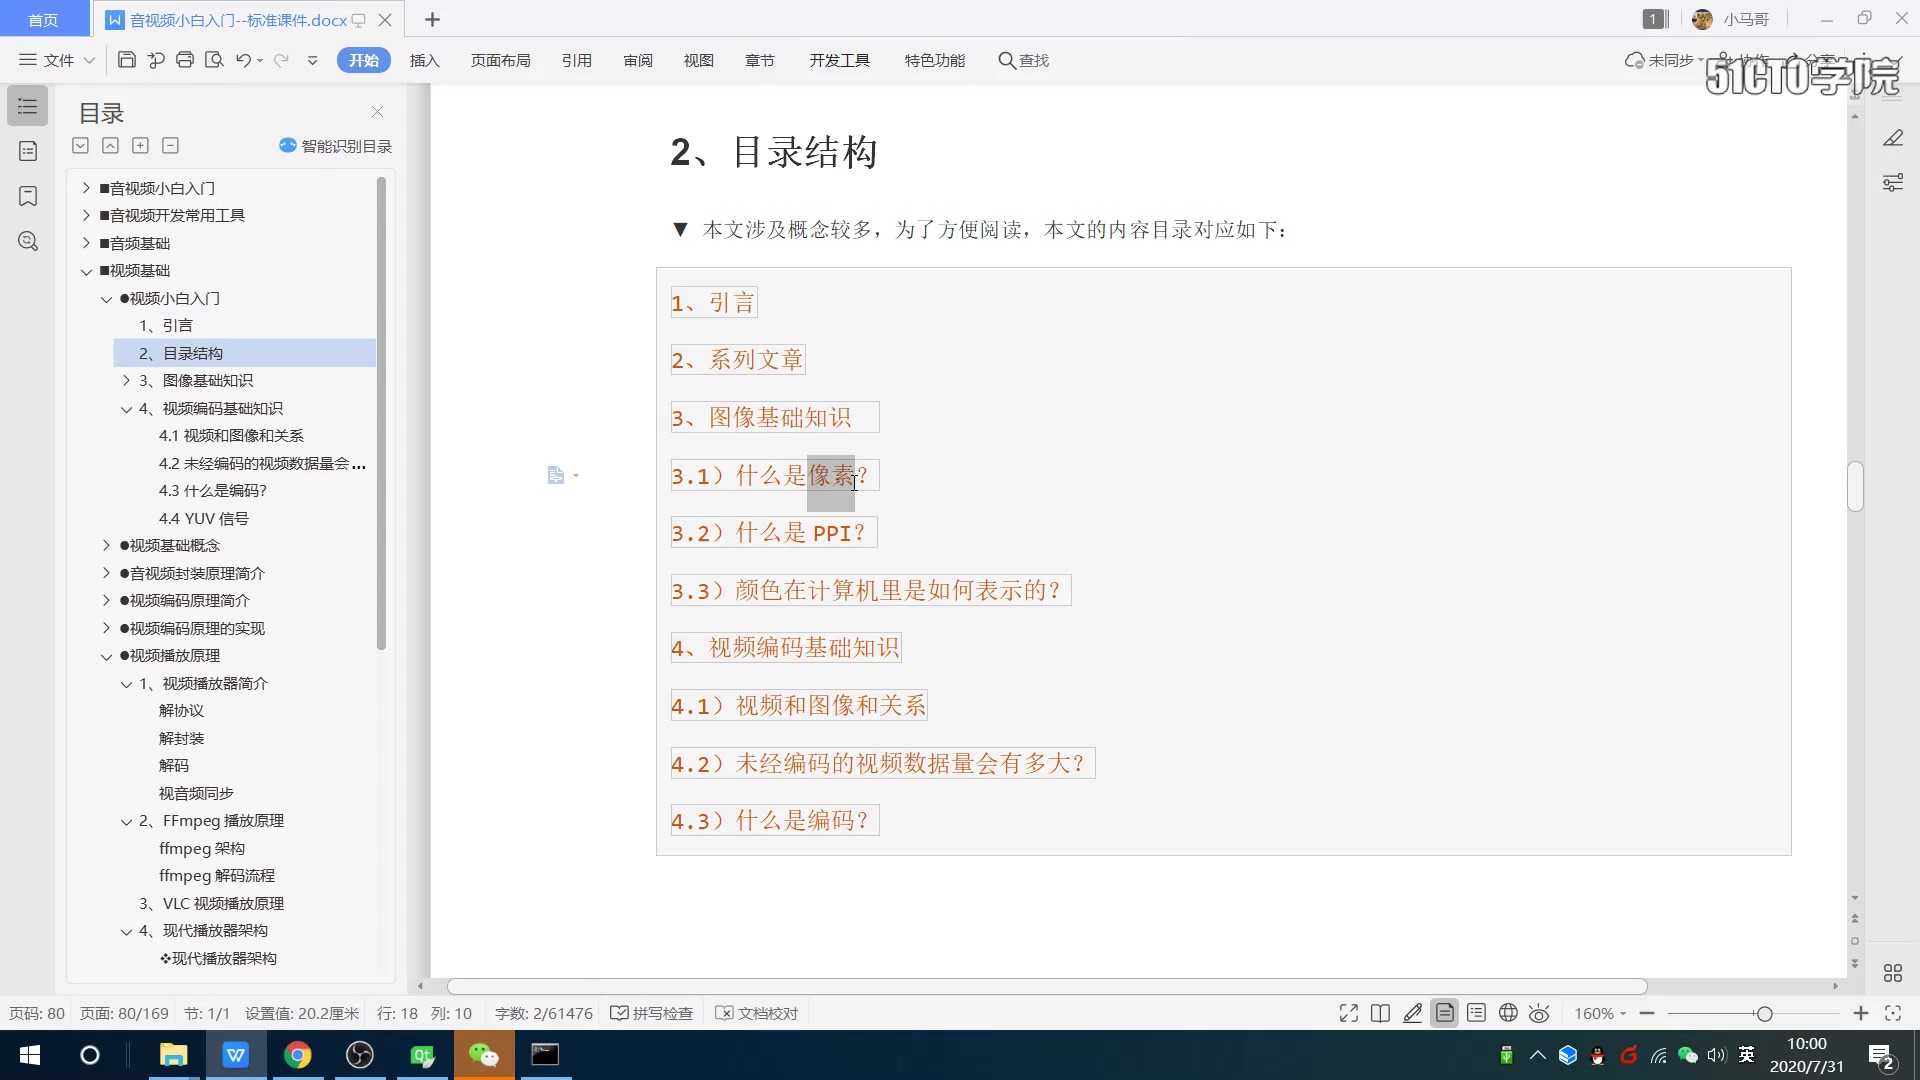 首页
音视频小白入门--标准课件.docx
1
小马哥
文件
开始
插入
页面布局
引用
审阅
视图
章节
开发工具
特色功能
查找
未同步
协作
分享
51CTO学院
目录
智能识别目录
■音视频小白入门
■音视频开发常用工具
■音频基础
■视频基础
●视频小白入门
1、引言
2、目录结构
3、图像基础知识
4、视频编码基础知识
4.1 视频和图像和关系
4.2 未经编码的视频数据量会...
4.3 什么是编码?
4.4 YUV 信号
●视频基础概念
●音视频封装原理简介
●视频编码原理简介
●视频编码原理的实现
●视频播放原理
1、视频播放器简介
解协议
解封装
解码
视音频同步
2、FFmpeg 播放原理
ffmpeg 架构
ffmpeg 解码流程
3、VLC 视频播放原理
4、现代播放器架构
❖现代播放器架构
2、目录结构
▼ 本文涉及概念较多，为了方便阅读，本文的内容目录对应如下：
1、引言
2、系列文章
3、图像基础知识
3.1）什么是像素？
3.2）什么是 PPI？
3.3）颜色在计算机里是如何表示的？
4、视频编码基础知识
4.1）视频和图像和关系
4.2）未经编码的视频数据量会有多大？
4.3）什么是编码？
页码: 80
页面: 80/169
节: 1/1
设置值: 20.2厘米
行: 18
列: 10
字数: 2/61476
拼写检查
文档校对
160%
英
10:00
2020/7/31
2